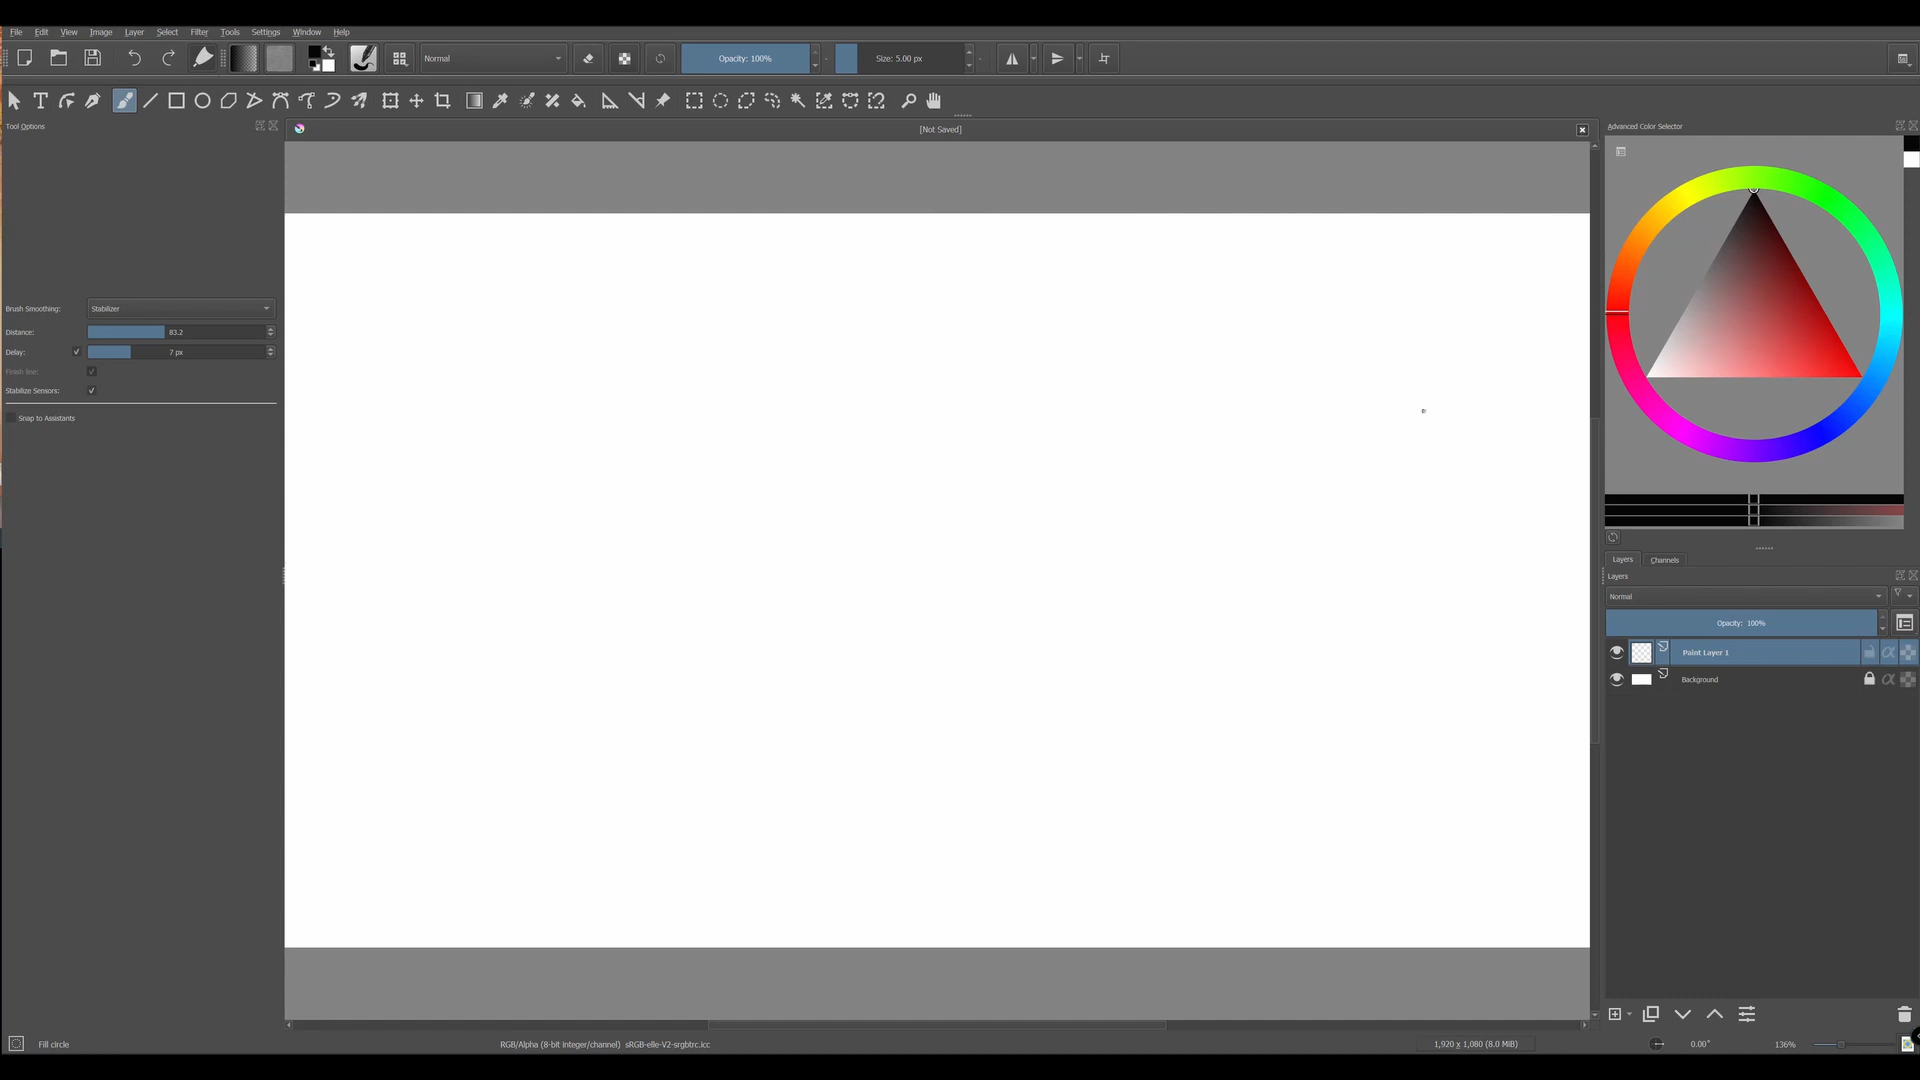 File Edit View Image Layer Select Filter Tools Settings Window Help
Normal
Opacity: 100%
Size: 5.00 px
Tool Options
[Not Saved]
Advanced Color Selector
Brush Smoothing: Stabilizer
Distance: 83.2
Delay: 7 px
Finish line:
Stabilize Sensors:
Snap to Assistants
Layers Channels
Layers
Normal
Opacity: 100%
Paint Layer 1
Background
Fill circle
RGB/Alpha (8-bit integer/channel) sRGB-elle-V2-srgbtrc.icc
1,920 x 1,080 (8.0 MiB)
0.00°
136%